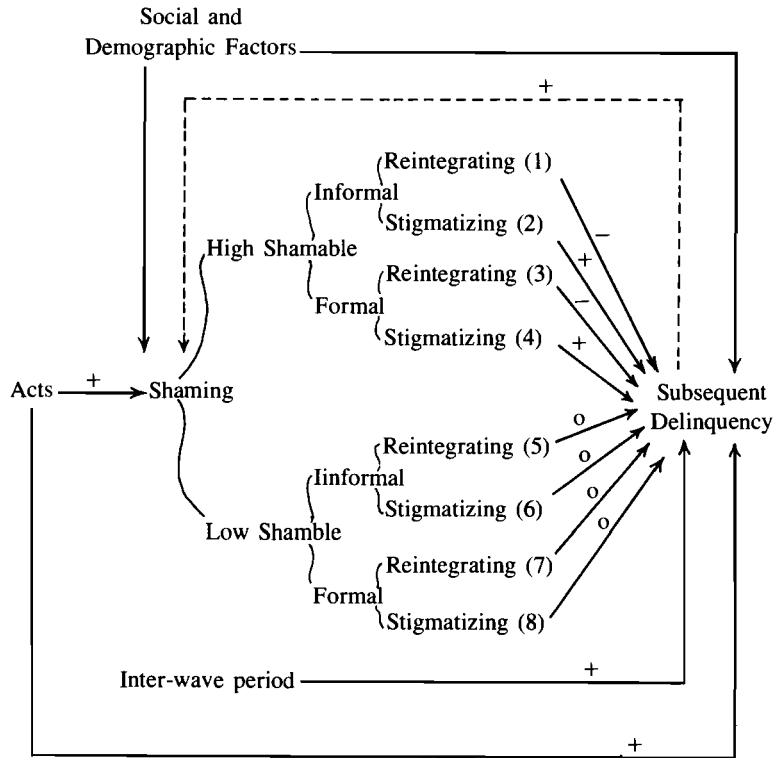 Social and
Demographic Factors
+
Reintegrating (1)
Informal
–
Stigmatizing (2)
High Shamable
+
Reintegrating (3)
–
Formal
+
Stigmatizing (4)
Acts
+
Shaming
Subsequent
Delinquency
Reintegrating (5)
o
o
Iinformal
Stigmatizing (6)
o
o
Low Shamble
Reintegrating (7)
Formal
Stigmatizing (8)
Inter-wave period
+
+